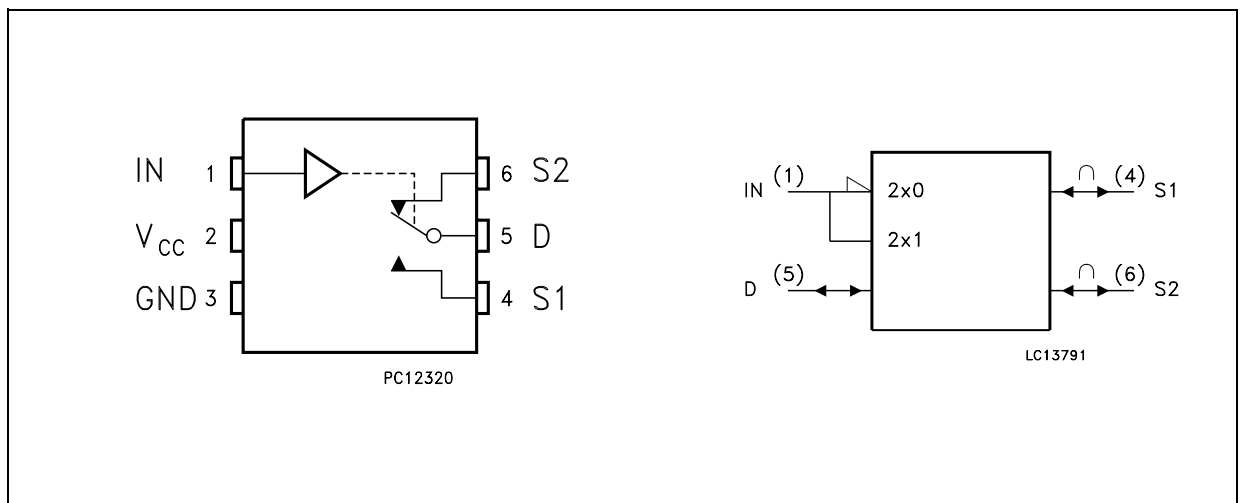 IN 1
6 S2
VCC 2
5 D
GND 3
4 S1
PC12320
IN (1)
2x0
(4) S1
2x1
D (5)
(6) S2
LC13791